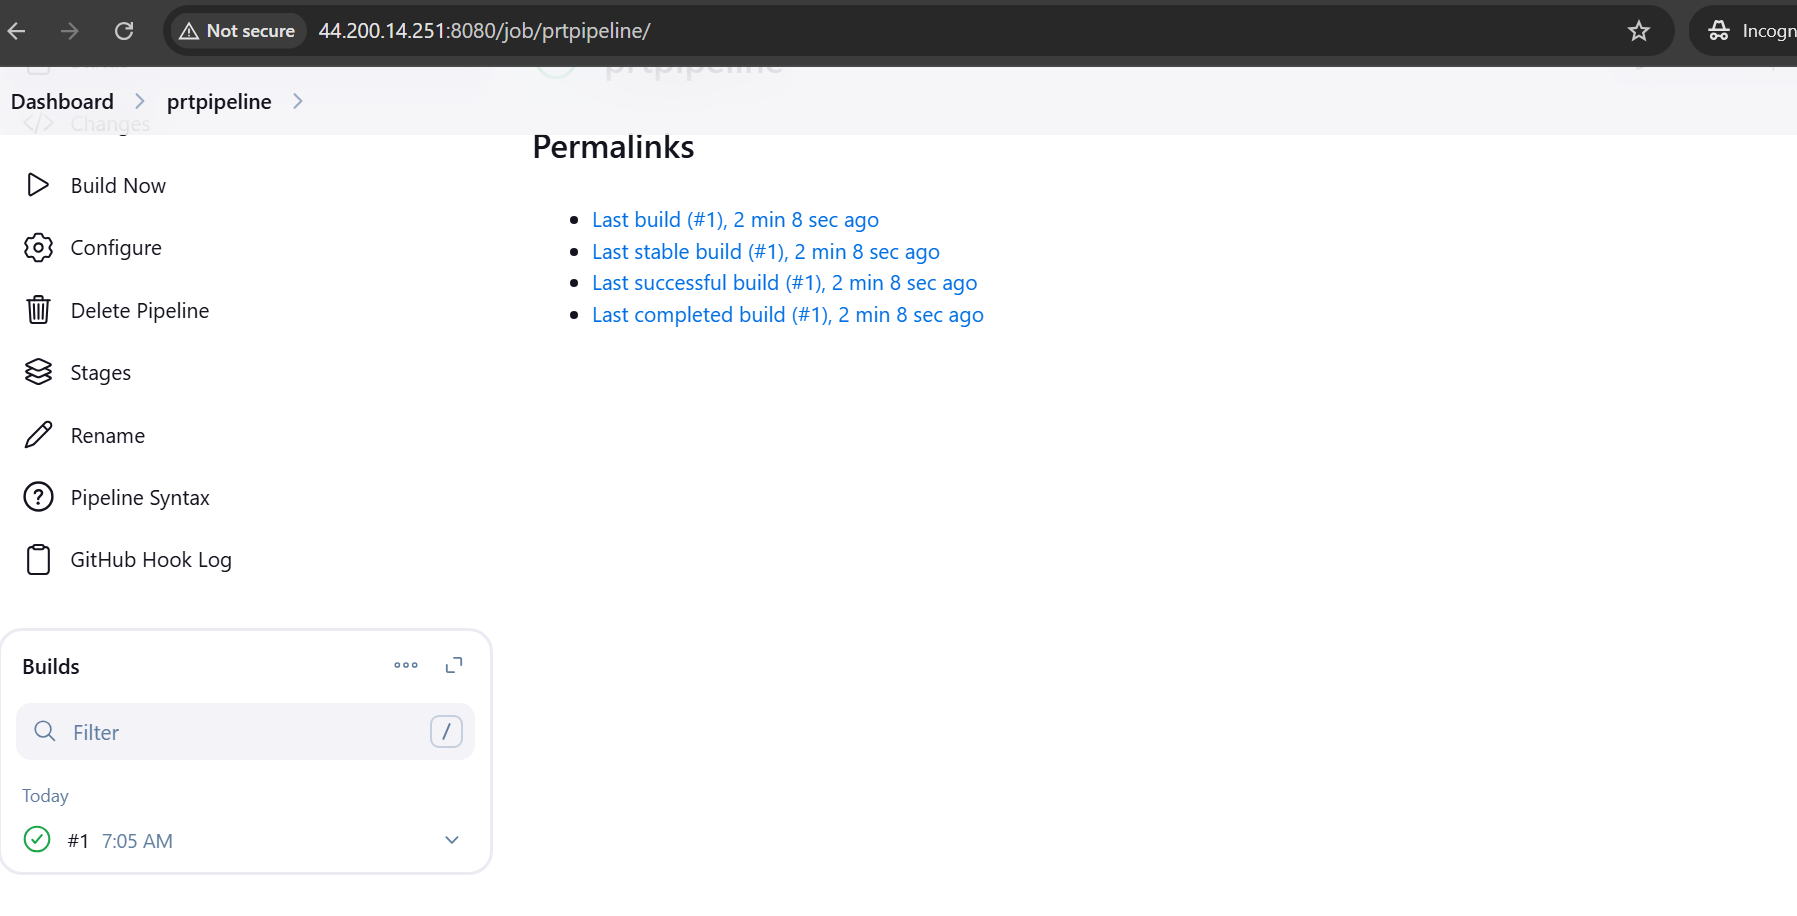 Not secure 44.200.14.251:8080/job/prtpipeline/ Incogn
prtpipeline
Dashboard prtpipeline
Changes
Permalinks
Build Now
Last build (#1), 2 min 8 sec ago
Configure
Last stable build (#1), 2 min 8 sec ago
Last successful build (#1), 2 min 8 sec ago
Delete Pipeline
Last completed build (#1), 2 min 8 sec ago
Stages
Rename
Pipeline Syntax
GitHub Hook Log
Builds
Filter /
Today
#1 7:05 AM